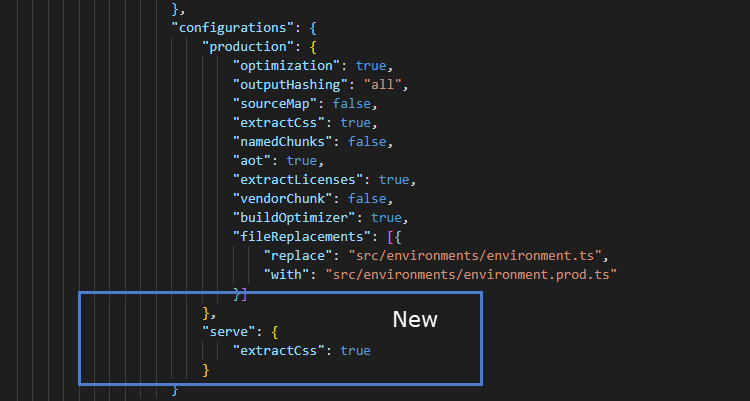 },
"configurations": {
"production": {
"optimization": true,
"outputHashing": "all",
"sourceMap": false,
"extractCss": true,
"namedChunks": false,
"aot": true,
"extractLicenses": true,
"vendorChunk": false,
"buildOptimizer": true,
"fileReplacements": [{
"replace": "src/environments/environment.ts",
"with": "src/environments/environment.prod.ts"
}]
},
New
"serve": {
"extractCss": true
}
}